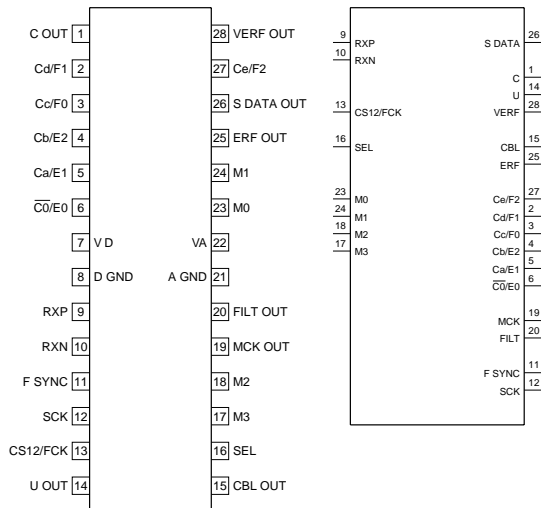 C OUT 1 28 VERF OUT
Cd/F1 2 27 Ce/F2
Cc/F0 3 26 S DATA OUT
Cb/E2 4 25 ERF OUT
Ca/E1 5 24 M1
C0/E0 6 23 M0
7 V D VA 22
8 D GND A GND 21
RXP 9 20 FILT OUT
RXN 10 19 MCK OUT
F SYNC 11 18 M2
SCK 12 17 M3
CS12/FCK 13 16 SEL
U OUT 14 15 CBL OUT
9 RXP S DATA 26
10 RXN
C 1
U 14
13 CS12/FCK VERF 28
16 SEL CBL 15
ERF 25
23 M0 Ce/F2 27
24 M1 Cd/F1 2
18 M2 Cc/F0 3
17 M3 Cb/E2 4
Ca/E1 5
C0/E0 6
MCK 19
FILT 20
F SYNC 11
SCK 12